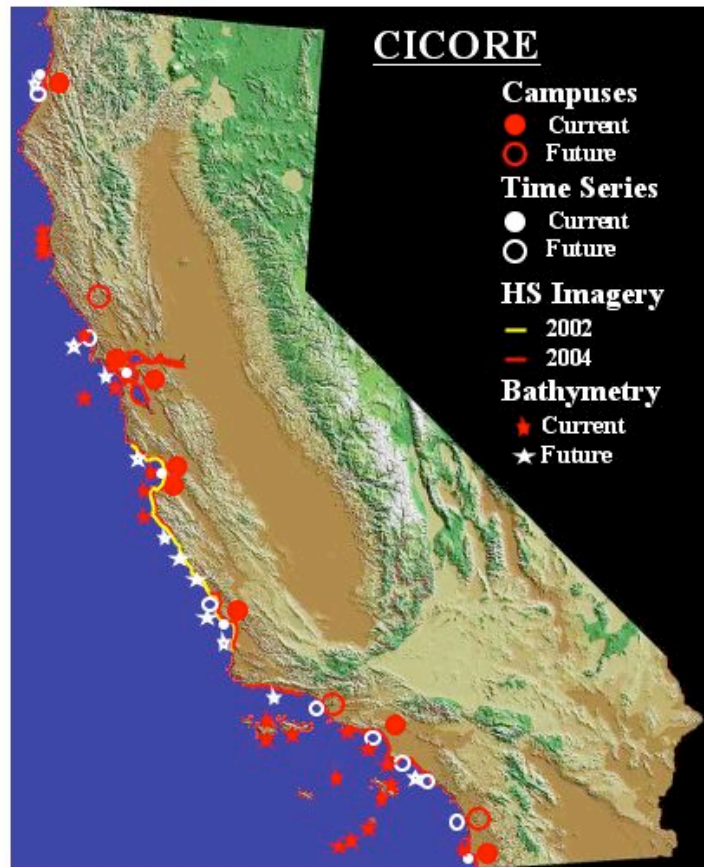 CICORE
Campuses
Current
Future
Time Series
Current
Future
HS Imagery
2002
2004
Bathymetry
Current
Future